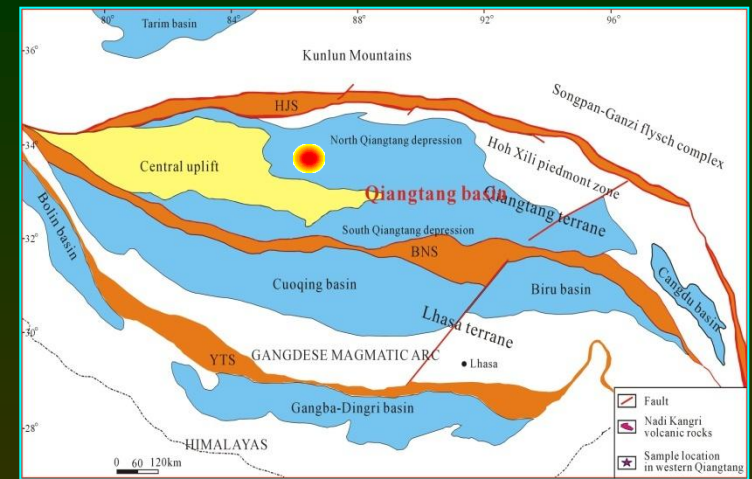 80° 84° 88° 92° 96°
Tarim basin
36°
Kunlun Mountains
Songpan-Ganzi flysch complex
HJS
North Qiangtang depression
Hoh Xili piedmont zone
34°
Central uplift
Qiangtang basin
Qiangtang terrane
Bolin basin
32°
South Qiangtang depression
BNS
Cuoqing basin
Biru basin
Cangdu basin
Lhasa terrane
30°
YTS
GANGDESE MAGMATIC ARC
Lhasa
Gangba-Dingri basin
28°
HIMALAYAS
0 60 120km
Fault
Nadi Kangri
volcanic rocks
Sample location
in western Qiangtang